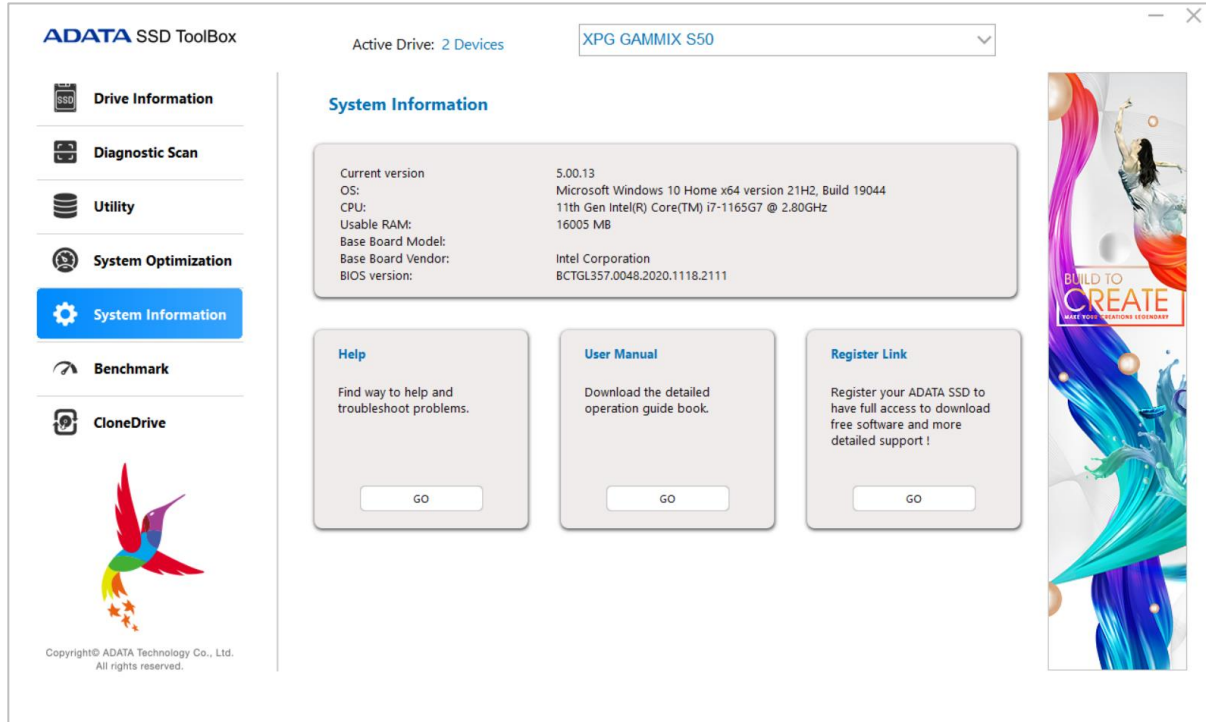 ADATA SSD ToolBox
Active Drive: 2 Devices
XPG GAMMIX S50
SSD
Drive Information
Diagnostic Scan
Utility
System Optimization
System Information
Benchmark
CloneDrive
Copyright© ADATA Technology Co., Ltd.
All rights reserved.
System Information
Current version 5.00.13
OS: Microsoft Windows 10 Home x64 version 21H2, Build 19044
CPU: 11th Gen Intel(R) Core(TM) i7-1165G7 @ 2.80GHz
Usable RAM: 16005 MB
Base Board Model:
Base Board Vendor: Intel Corporation
BIOS version: BCTGL357.0048.2020.1118.2111
Help
Find way to help and
troubleshoot problems.
GO
User Manual
Download the detailed
operation guide book.
GO
Register Link
Register your ADATA SSD to
have full access to download
free software and more
detailed support !
GO
BUILD TO
CREATE
MAKE YOUR CREATIONS LEGENDARY